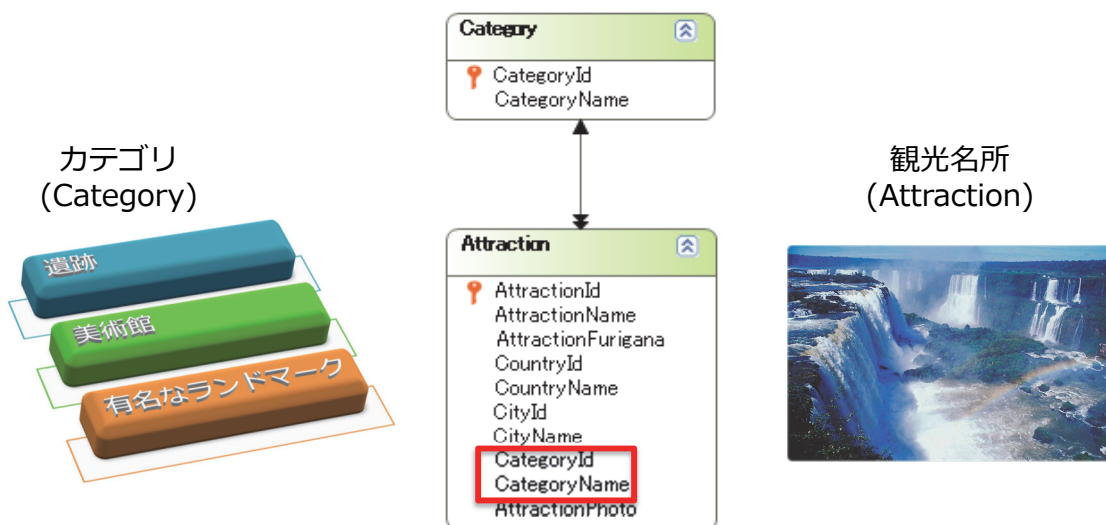 Category
CategoryId
CategoryName
カテゴリ
(Category)
遺跡
美術館
有名なランドマーク
Attraction
AttractionId
AttractionName
AttractionFurigana
CountryId
CountryName
CityId
CityName
CategoryId
CategoryName
AttractionPhoto
観光名所
(Attraction)